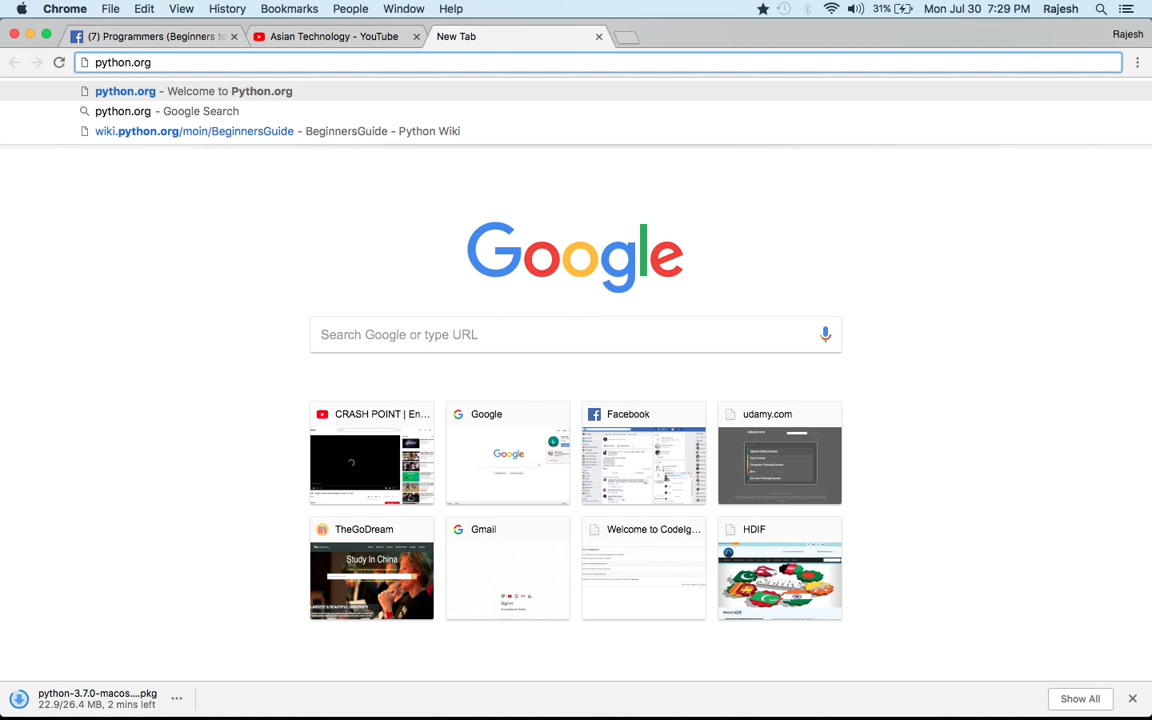 Chrome File Edit View History Bookmarks People Window Help 31% Mon Jul 30 7:29 PM Rajesh
(7) Programmers (Beginners to Asian Technology - YouTube New Tab Rajesh
python.org
python.org - Welcome to Python.org
python.org - Google Search
wiki.python.org/moin/BeginnersGuide - BeginnersGuide - Python Wiki
Google
Search Google or type URL
CRASH POINT | En... Google Facebook udamy.com
Google
TheGoDream Gmail Welcome to CodeIg... HDIF
Study In China
python-3.7.0-macos....pkg
22.9/26.4 MB, 2 mins left
Show All